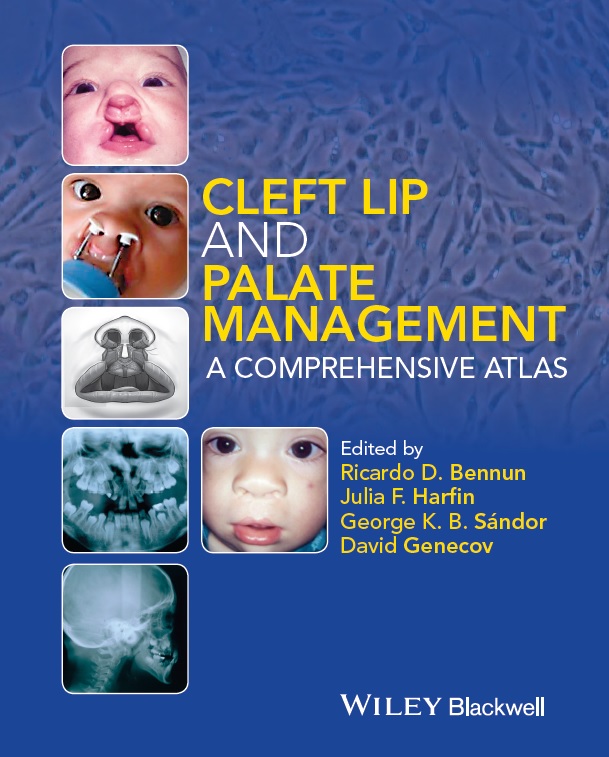 CLEFT LIP
AND
PALATE
MANAGEMENT
A COMPREHENSIVE ATLAS
Edited by
Ricardo D. Bennun
Julia F. Harfin
George K. B. Sándor
David Genecov
WILEY Blackwell